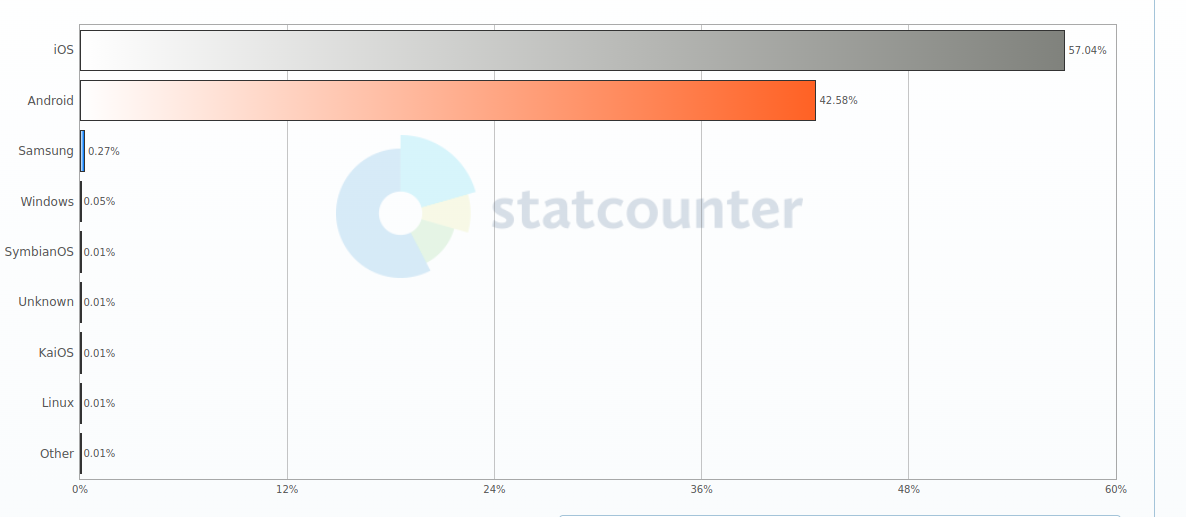 iOS 57.04%
Android 42.58%
Samsung 0.27%
Windows 0.05%
SymbianOS 0.01%
Unknown 0.01%
KaiOS 0.01%
Linux 0.01%
Other 0.01%
statcounter
0% 12% 24% 36% 48% 60%